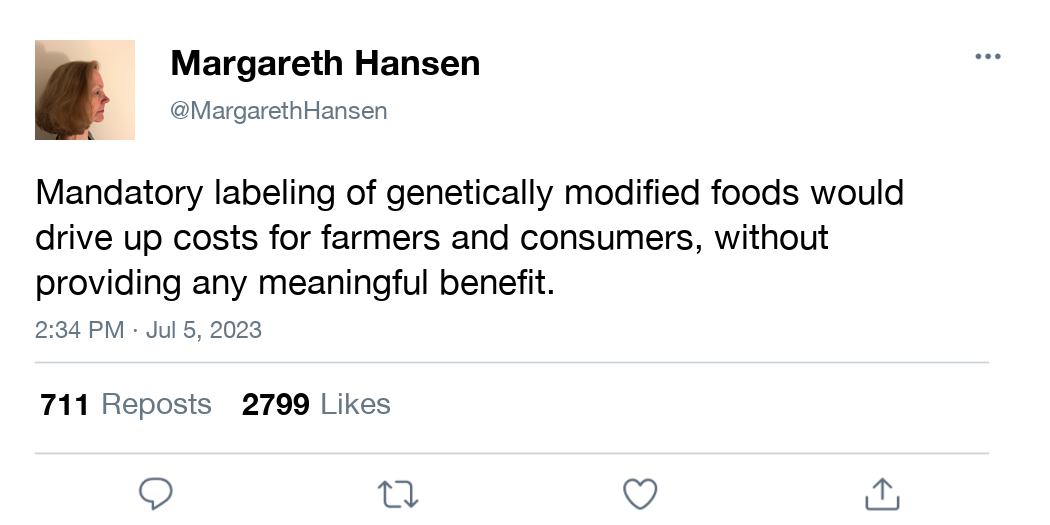 Margareth Hansen
@MargarethHansen
Mandatory labeling of genetically modified foods would
drive up costs for farmers and consumers, without
providing any meaningful benefit.
2:34 PM · Jul 5, 2023
711 Reposts 2799 Likes